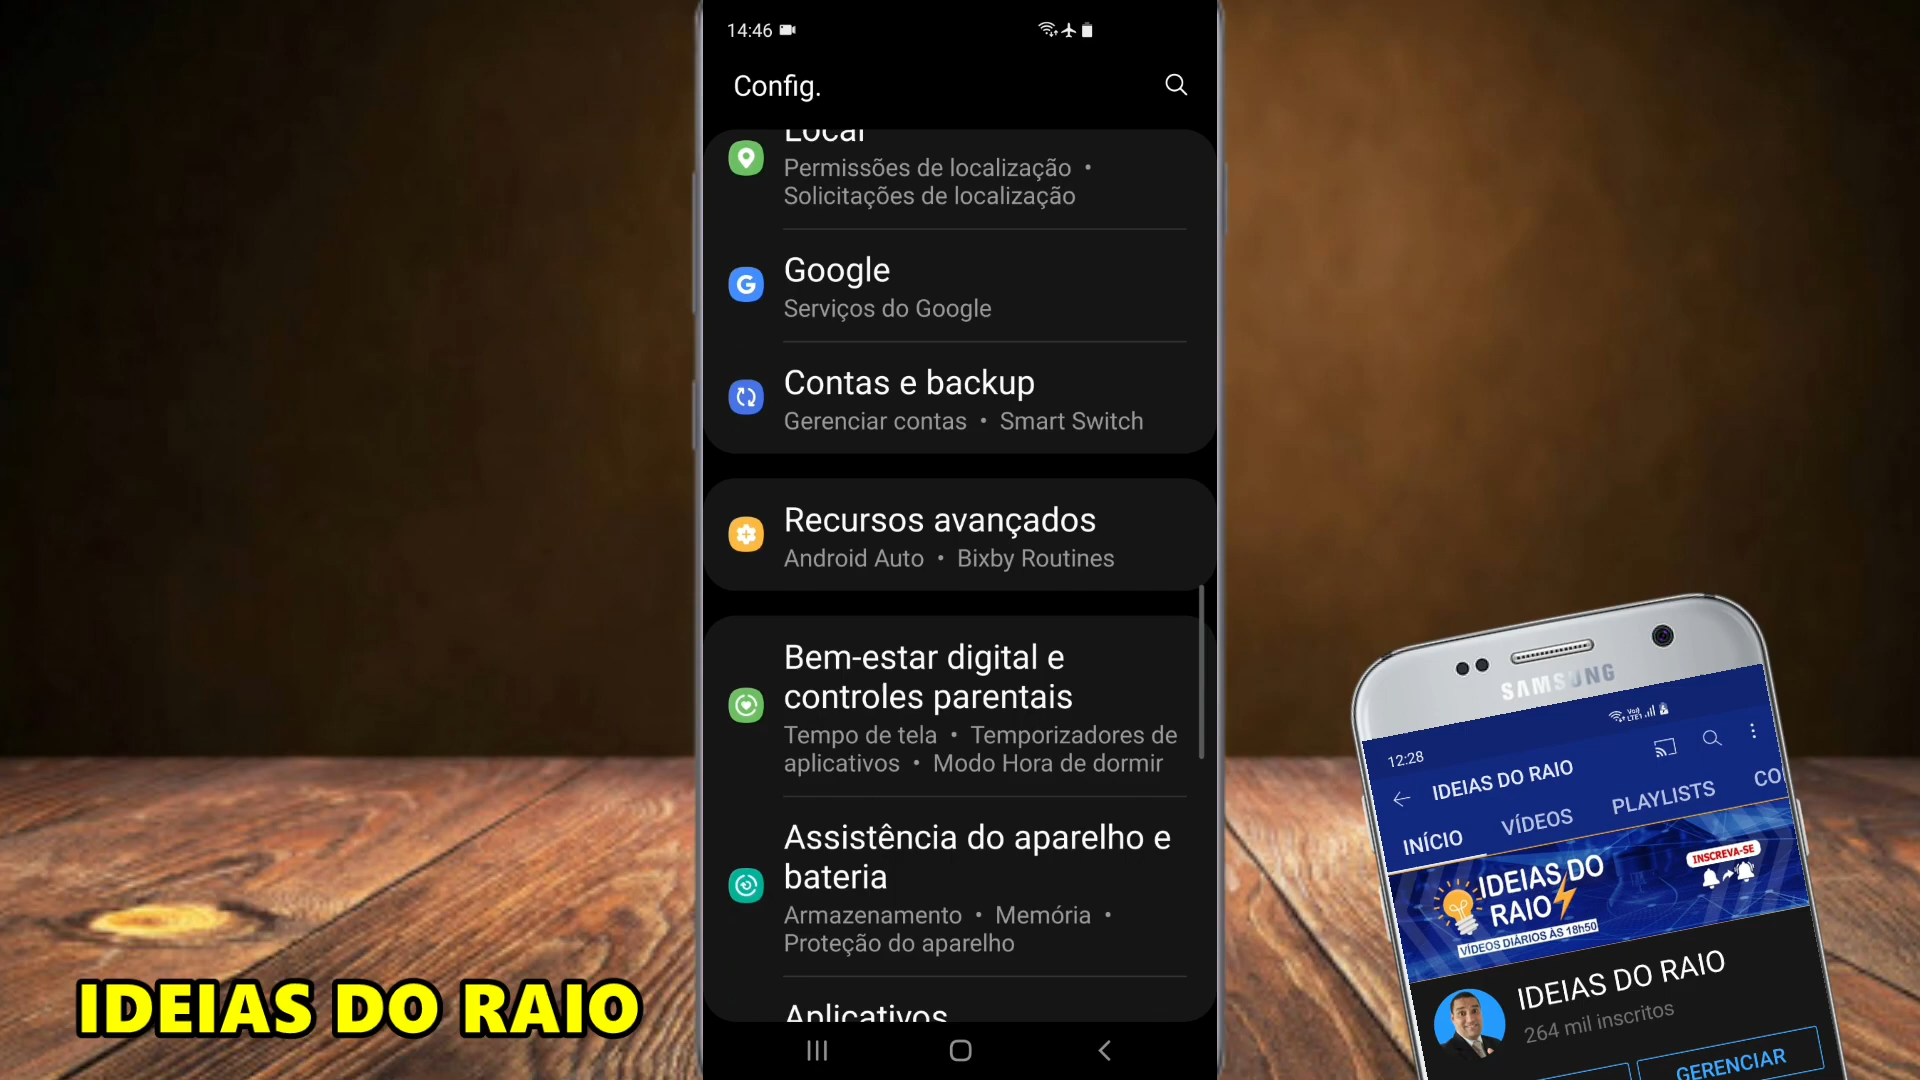 14:46
Config.
Local
Permissões de localização •
Solicitações de localização
Google
Serviços do Google
Contas e backup
Gerenciar contas • Smart Switch
Recursos avançados
Android Auto • Bixby Routines
Bem-estar digital e
controles parentais
Tempo de tela • Temporizadores de
aplicativos • Modo Hora de dormir
Assistência do aparelho e
bateria
Armazenamento • Memória •
Proteção do aparelho
Aplicativos
IDEIAS DO RAIO
SAMSUNG
12:28
IDEIAS DO RAIO
INÍCIO VÍDEOS PLAYLISTS CO
IDEIAS DO
RAIO
VÍDEOS DIÁRIOS ÀS 18h50
INSCREVA-SE
IDEIAS DO RAIO
264 mil inscritos
GERENCIAR